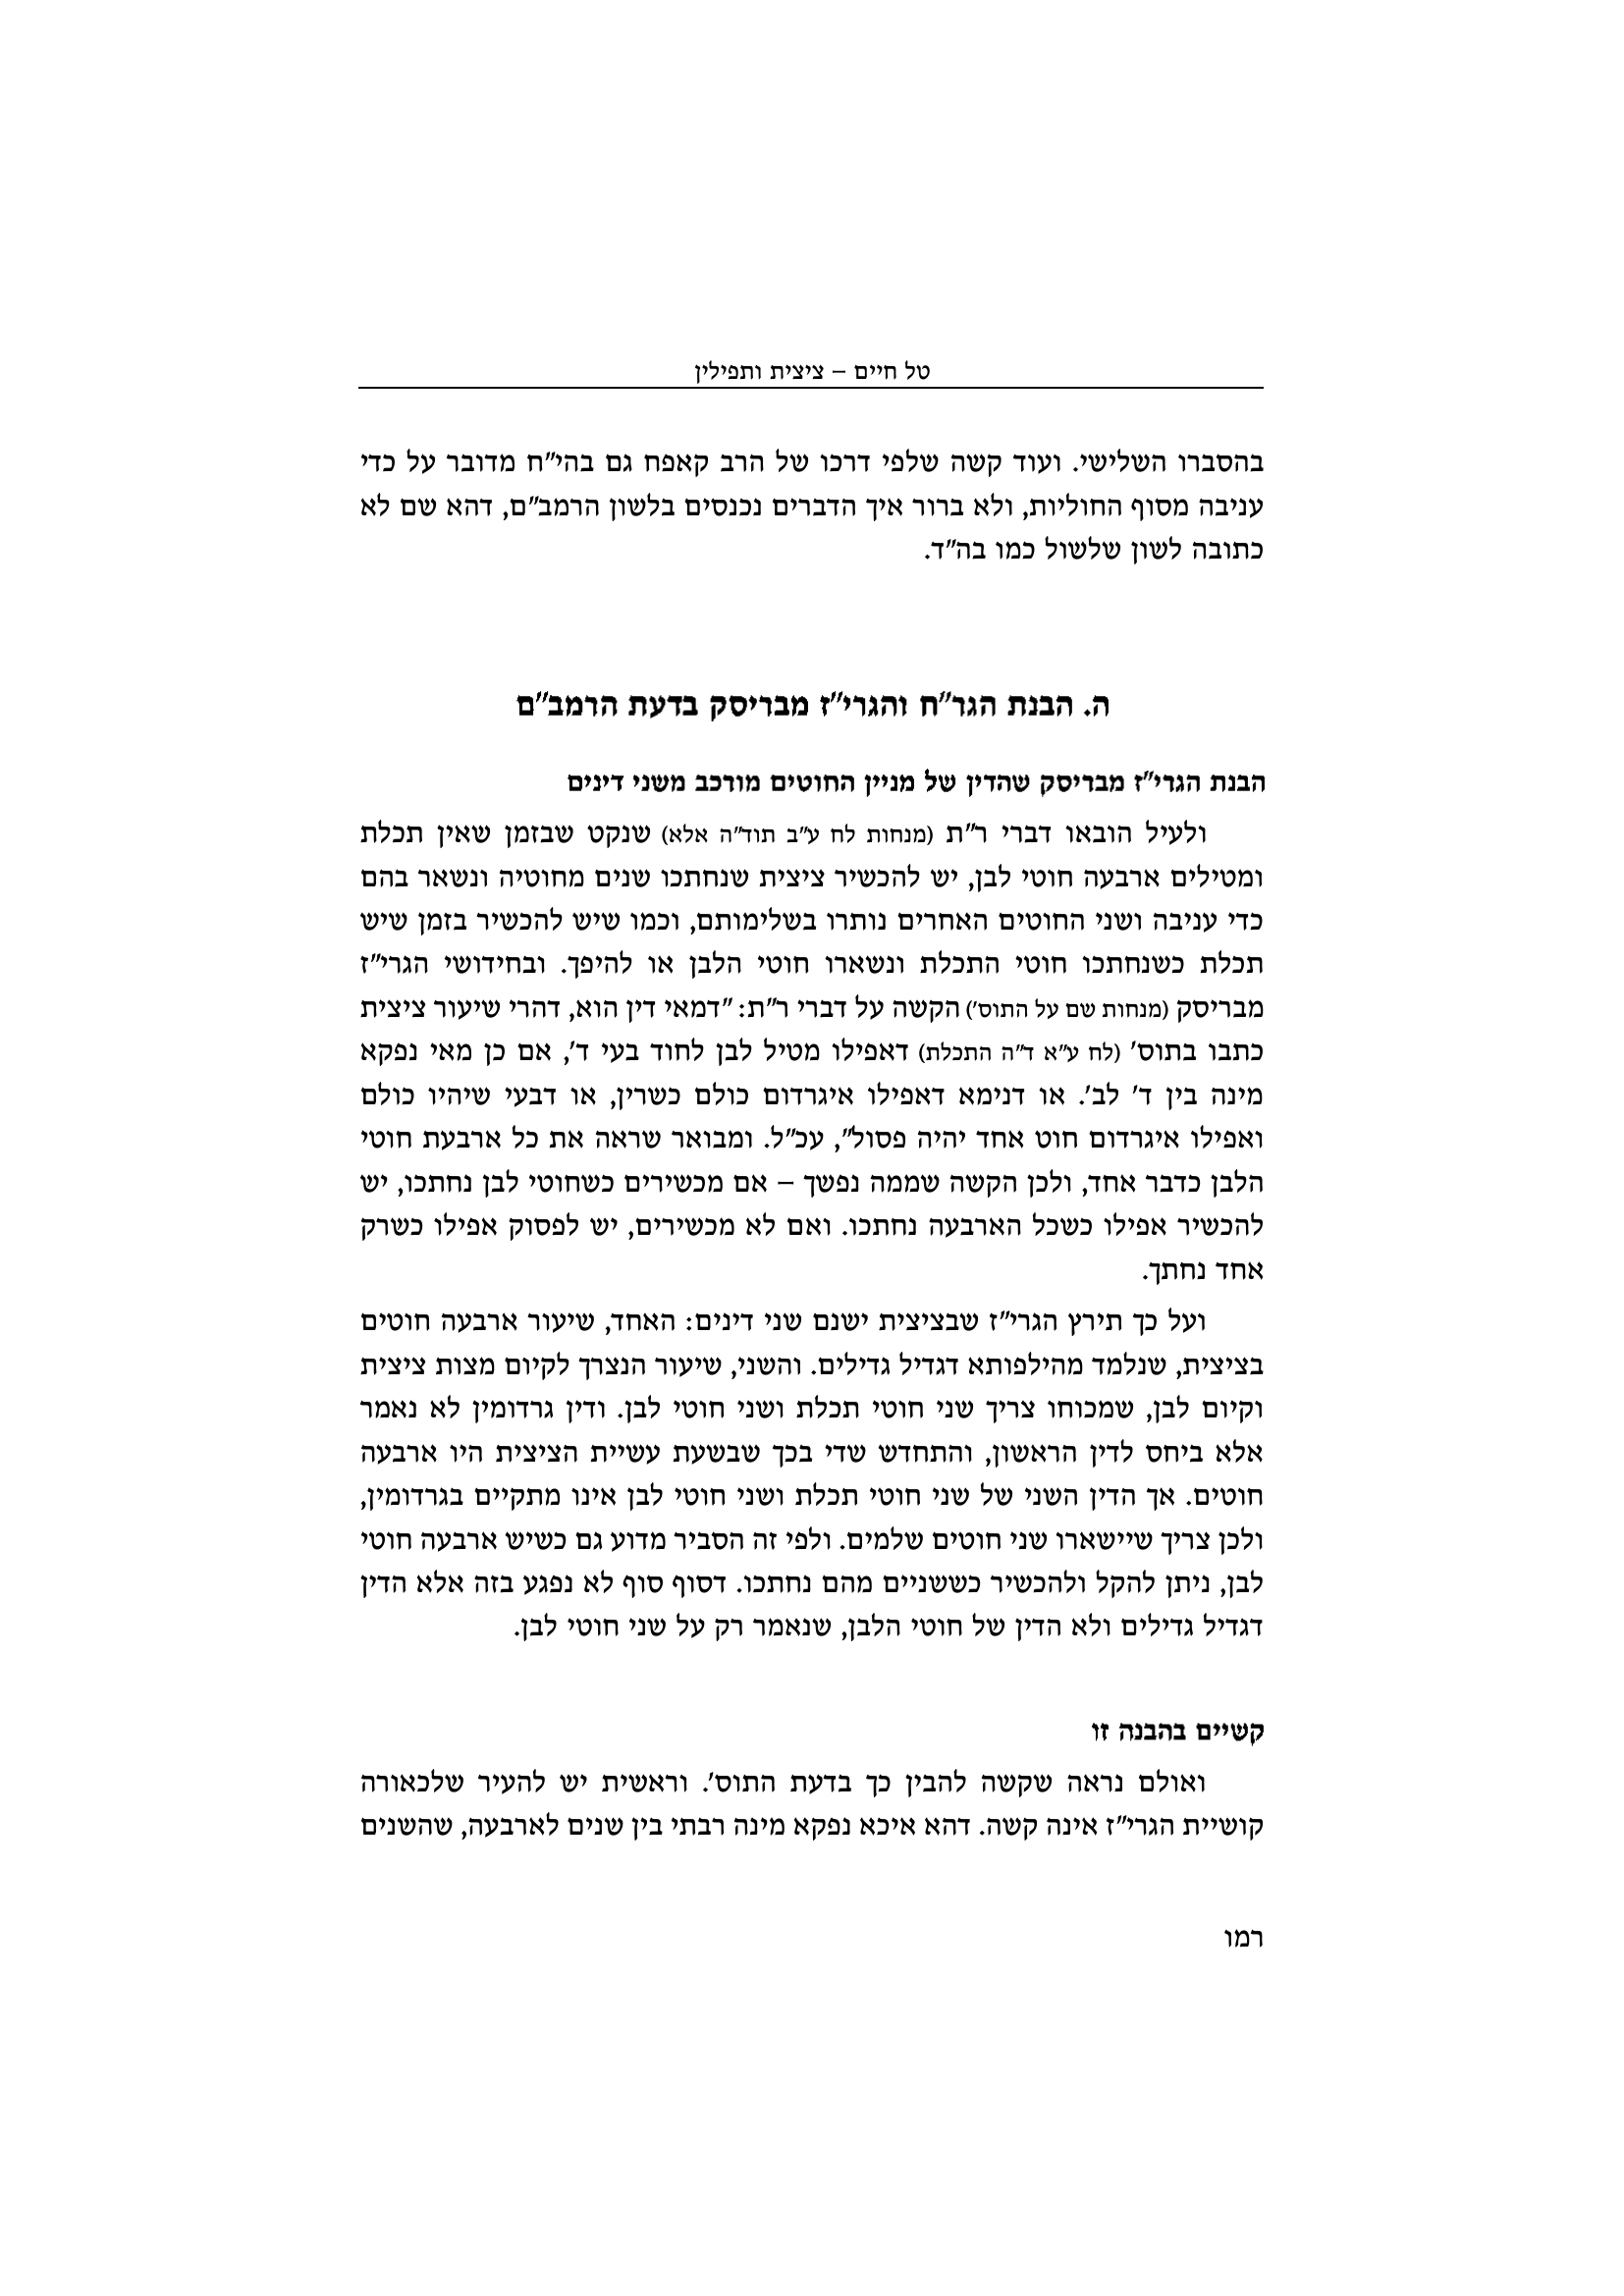 טל חיים – ציצית ותפילין
בהסברו השלישי. ועוד קשה שלפי דרכו של הרב קאפח גם בהי"ח מדובר על כדי
עניבה מסוף החוליות, ולא ברור איך הדברים נכנסים בלשון הרמב"ם, דהא שם לא
כתובה לשון שלשול כמו בה"ד.
ה. הבנת הגר"ח והגרי"ז מבריסק בדעת הרמב"ם
הבנת הגרי"ז מבריסק שהדין של מניין החוטים מורכב משני דינים
ולעיל הובאו דברי ר"ת (מנחות לח ע"ב תוד"ה אלא) שנקט שבזמן שאין תכלת
ומטילים ארבעה חוטי לבן, יש להכשיר ציצית שנחתכו שנים מחוטיה ונשאר בהם
כדי עניבה ושני החוטים האחרים נותרו בשלימותם, וכמו שיש להכשיר בזמן שיש
תכלת כשנחתכו חוטי התכלת ונשארו חוטי הלבן או להיפך. ובחידושי הגרי"ז
מבריסק (מנחות שם על התוס') הקשה על דברי ר"ת: "דמאי דין הוא, דהרי שיעור ציצית
כתבו בתוס' (לח ע"א ד"ה התכלת) דאפילו מטיל לבן לחוד בעי ד', אם כן מאי נפקא
מינה בין ד' לב'. או דנימא דאפילו איגרדום כולם כשרין, או דבעי שיהיו כולם
ואפילו איגרדום חוט אחד יהיה פסול", עכ"ל. ומבואר שראה את כל ארבעת חוטי
הלבן כדבר אחד, ולכן הקשה שממה נפשך – אם מכשירים כשחוטי לבן נחתכו, יש
להכשיר אפילו כשכל הארבעה נחתכו. ואם לא מכשירים, יש לפסוק אפילו כשרק
אחד נחתך.
ועל כך תירץ הגרי"ז שבציצית ישנם שני דינים: האחד, שיעור ארבעה חוטים
בציצית, שנלמד מהילפותא דגדיל גדילים. והשני, שיעור הנצרך לקיום מצות ציצית
וקיום לבן, שמכוחו צריך שני חוטי תכלת ושני חוטי לבן. ודין גרדומין לא נאמר
אלא ביחס לדין הראשון, והתחדש שדי בכך שבשעת עשיית הציצית היו ארבעה
חוטים. אך הדין השני של שני חוטי תכלת ושני חוטי לבן אינו מתקיים בגרדומין,
ולכן צריך שיישארו שני חוטים שלמים. ולפי זה הסביר מדוע גם כשיש ארבעה חוטי
לבן, ניתן להקל ולהכשיר כששניים מהם נחתכו. דסוף סוף לא נפגע בזה אלא הדין
דגדיל גדילים ולא הדין של חוטי הלבן, שנאמר רק על שני חוטי לבן.
קשיים בהבנה זו
ואולם נראה שקשה להבין כך בדעת התוס'. וראשית יש להעיר שלכאורה
קושיית הגרי"ז אינה קשה. דהא איכא נפקא מינה רבתי בין שנים לארבעה, שהשנים
רמו